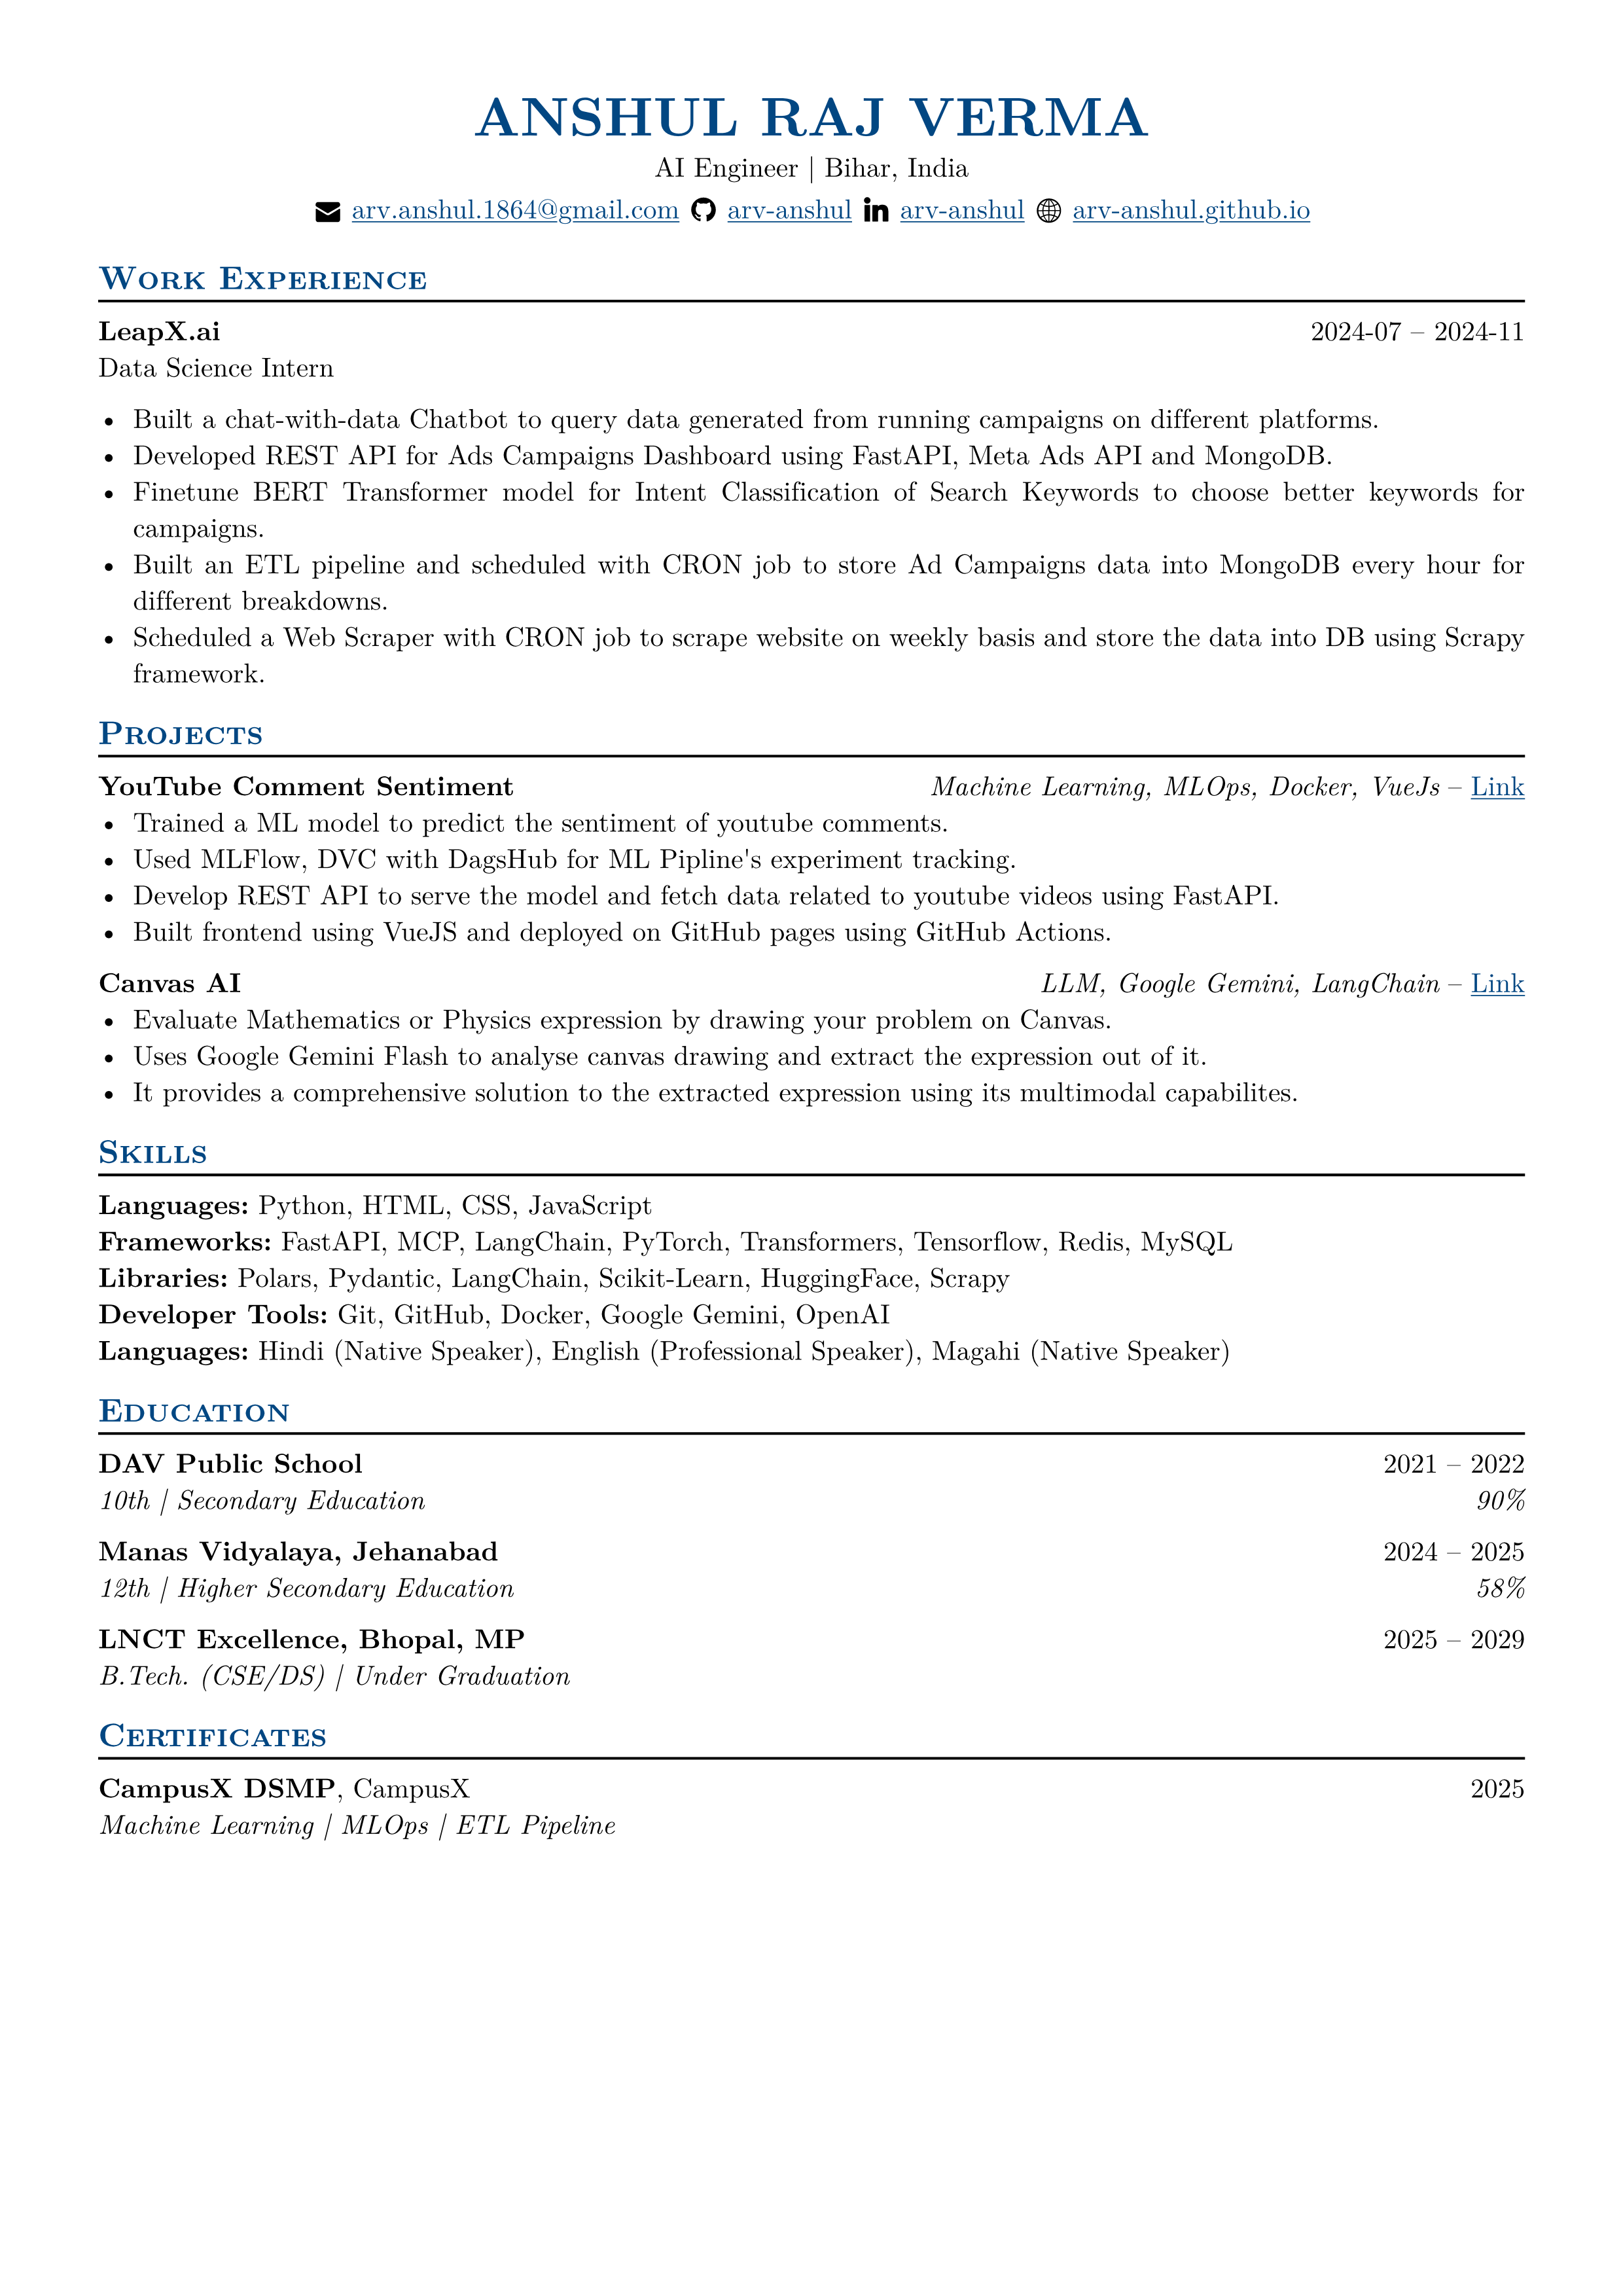 ANSHUL RAJ VERMA
AI Engineer | Bihar, India
arv.anshul.1864@gmail.com arv-anshul arv-anshul arv-anshul.github.io
WORK EXPERIENCE
LeapX.ai 2024-07 – 2024-11
Data Science Intern
• Built a chat-with-data Chatbot to query data generated from running campaigns on different platforms.
• Developed REST API for Ads Campaigns Dashboard using FastAPI, Meta Ads API and MongoDB.
• Finetune BERT Transformer model for Intent Classification of Search Keywords to choose better keywords for
campaigns.
• Built an ETL pipeline and scheduled with CRON job to store Ad Campaigns data into MongoDB every hour for
different breakdowns.
• Scheduled a Web Scraper with CRON job to scrape website on weekly basis and store the data into DB using Scrapy
framework.
PROJECTS
YouTube Comment Sentiment Machine Learning, MLOps, Docker, VueJs – Link
• Trained a ML model to predict the sentiment of youtube comments.
• Used MLFlow, DVC with DagsHub for ML Pipline's experiment tracking.
• Develop REST API to serve the model and fetch data related to youtube videos using FastAPI.
• Built frontend using VueJS and deployed on GitHub pages using GitHub Actions.
Canvas AI LLM, Google Gemini, LangChain – Link
• Evaluate Mathematics or Physics expression by drawing your problem on Canvas.
• Uses Google Gemini Flash to analyse canvas drawing and extract the expression out of it.
• It provides a comprehensive solution to the extracted expression using its multimodal capabilites.
SKILLS
Languages: Python, HTML, CSS, JavaScript
Frameworks: FastAPI, MCP, LangChain, PyTorch, Transformers, Tensorflow, Redis, MySQL
Libraries: Polars, Pydantic, LangChain, Scikit-Learn, HuggingFace, Scrapy
Developer Tools: Git, GitHub, Docker, Google Gemini, OpenAI
Languages: Hindi (Native Speaker), English (Professional Speaker), Magahi (Native Speaker)
EDUCATION
DAV Public School 2021 – 2022
10th | Secondary Education 90%
Manas Vidyalaya, Jehanabad 2024 – 2025
12th | Higher Secondary Education 58%
LNCT Excellence, Bhopal, MP 2025 – 2029
B.Tech. (CSE/DS) | Under Graduation
CERTIFICATES
CampusX DSMP, CampusX 2025
Machine Learning | MLOps | ETL Pipeline